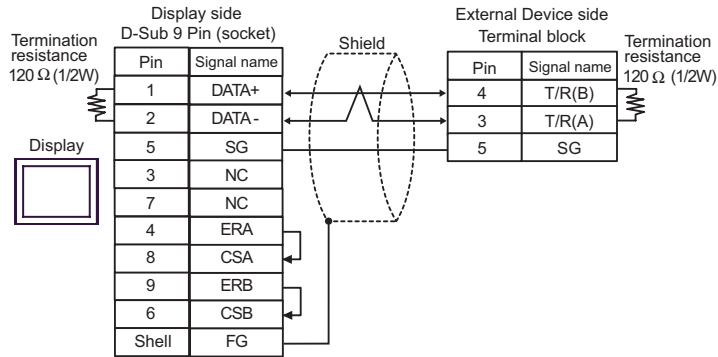 Display side
D-Sub 9 Pin (socket)
External Device side
Terminal block
Termination
resistance
120 Ω (1/2W)
Shield
Termination
resistance
120 Ω (1/2W)
Pin Signal name
1 DATA+
2 DATA-
5 SG
3 NC
7 NC
4 ERA
8 CSA
9 ERB
6 CSB
Shell FG
Pin Signal name
4 T/R(B)
3 T/R(A)
5 SG
Display